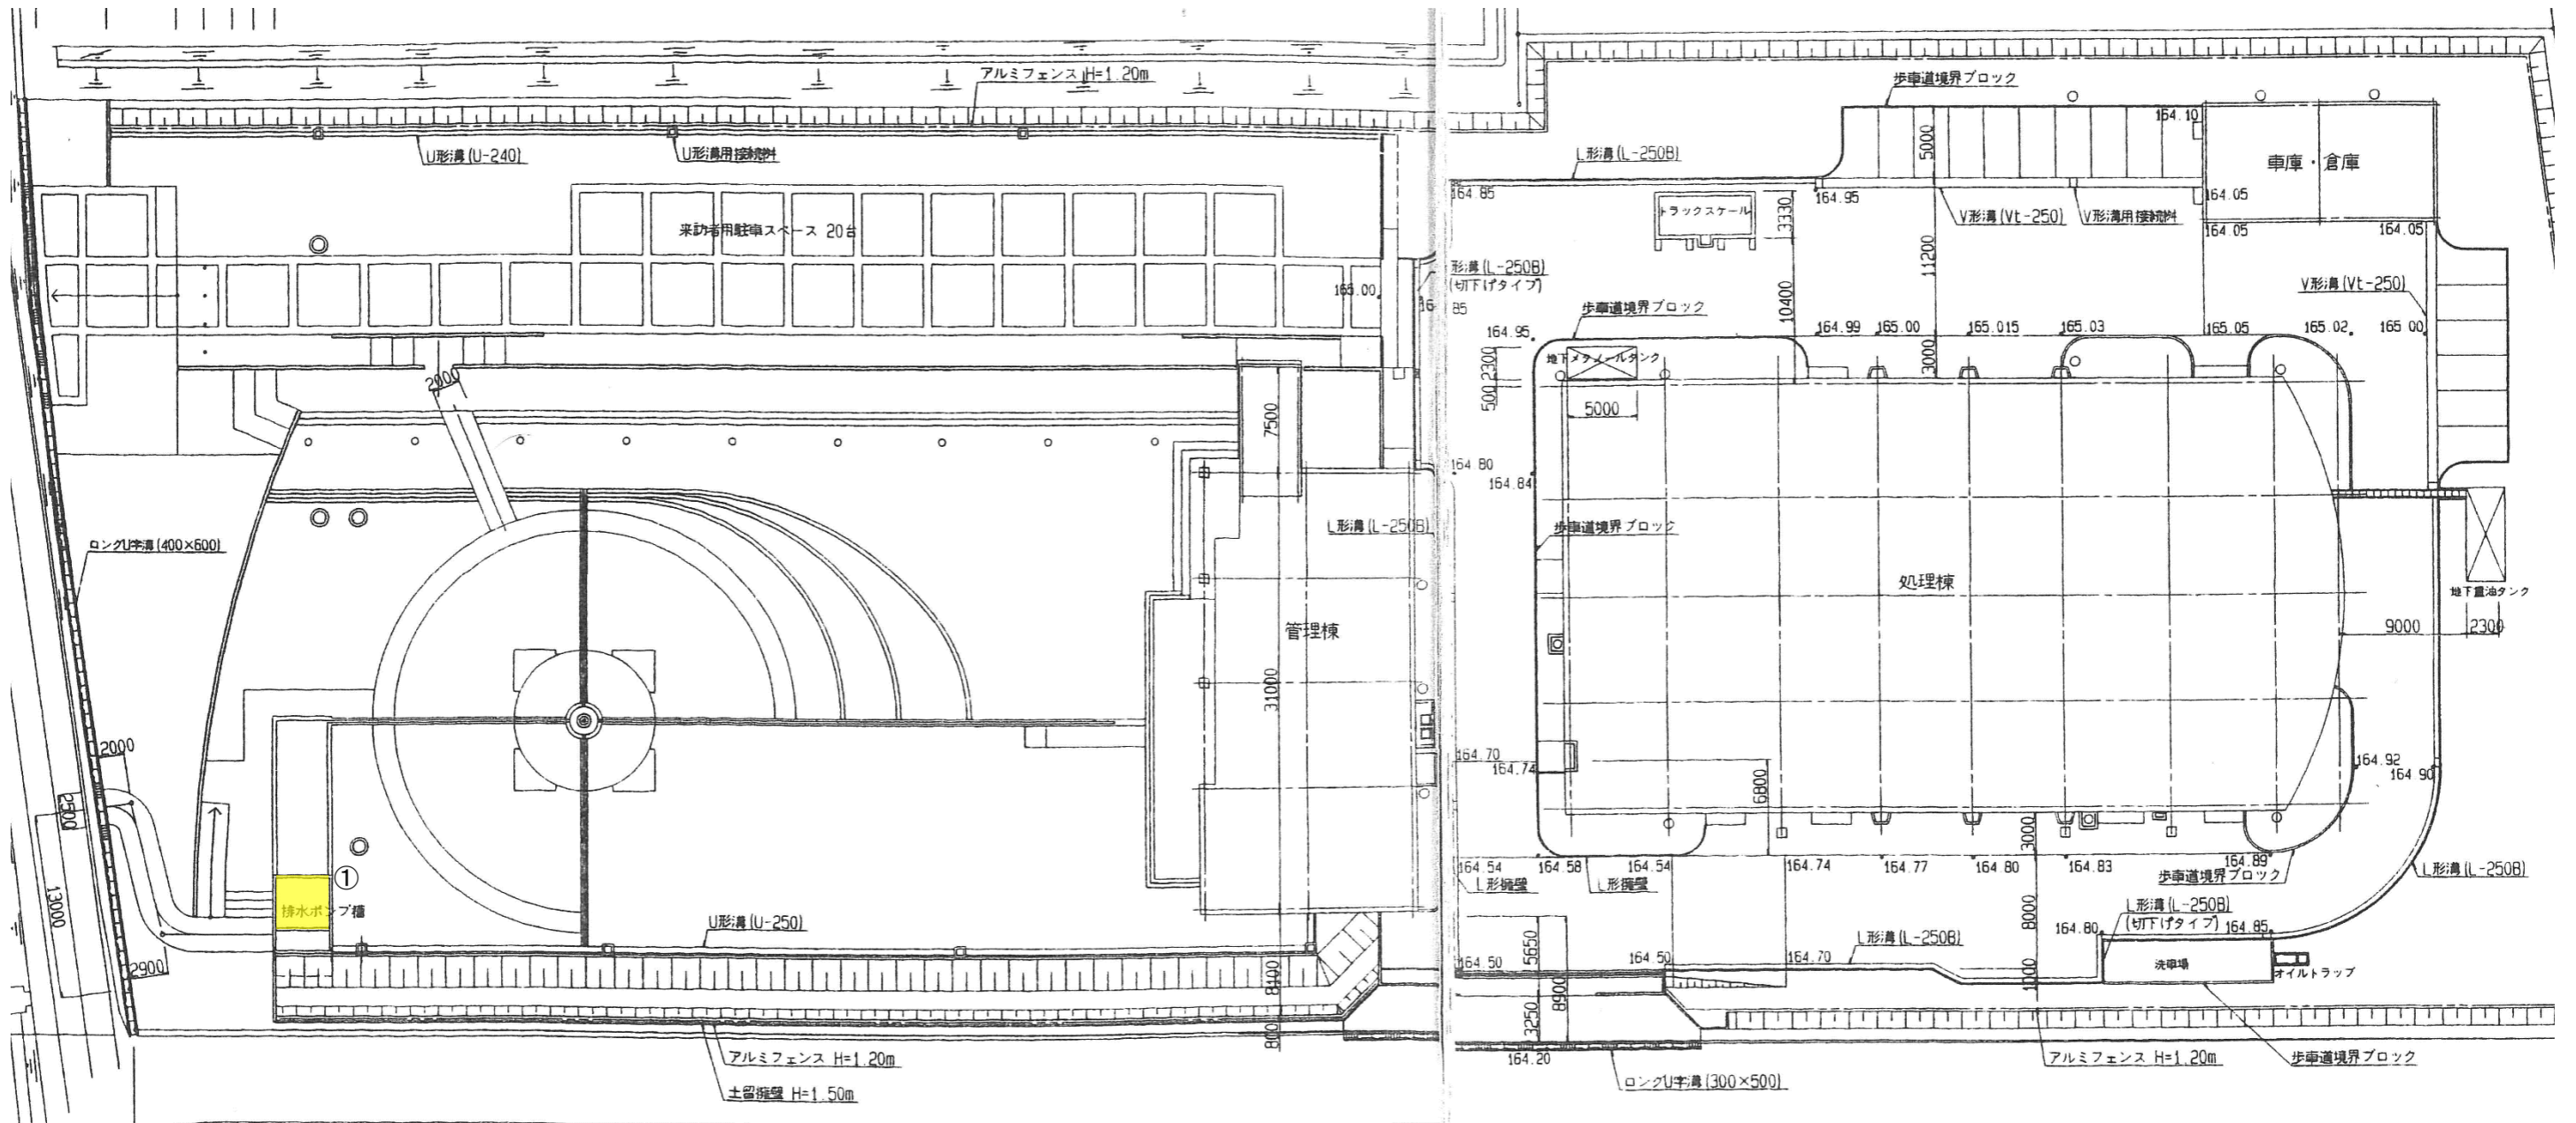 アルミフェンス H=1.20m
歩車道境界ブロック
U形溝(U-240)
U形溝用接続桝
L形溝(L-250B)
5000
164.10
車庫・倉庫
164.85
トラックスケール
3330
164.95
164.05
V形溝(Vt-250)
V形溝用接続桝
来訪者用駐車スペース 20台
11200
164.05
164.05
形溝(L-250B)
(切下げタイプ)
165.00
16
85
10400
V形溝(Vt-250)
歩車道境界ブロック
164.95
164.99
165.00
165.015
165.03
165.05
165.02
165 00
地下メタノールタンク
2300
500
3000
2000
5000
7500
164 80
164.84
L形溝(L-250B)
歩車道境界ブロック
ロングU字溝(400×600)
処理棟
地下重油タンク
管理棟
9000
2300
31000
2000
164.70
164.74
164.92
164 90
6800
2500
3000
164.54
164.58
164.54
164.74
164.77
164.80
164.83
164.89
L形擁壁
L形擁壁
歩車道境界ブロック
L形溝(L-250B)
①
排水ポンプ槽
13000
U形溝(U-250)
8000
L形溝(L-250B)
(切下げタイプ)
164.80
164.85
5650
L形溝(L-250B)
2900
164.50
164.50
164.70
洗車場
オイルトラップ
8100
8900
3250
800
164.20
アルミフェンス H=1.20m
土留擁壁 H=1.50m
ロングU字溝(300×500)
アルミフェンス H=1.20m
歩車道境界ブロック